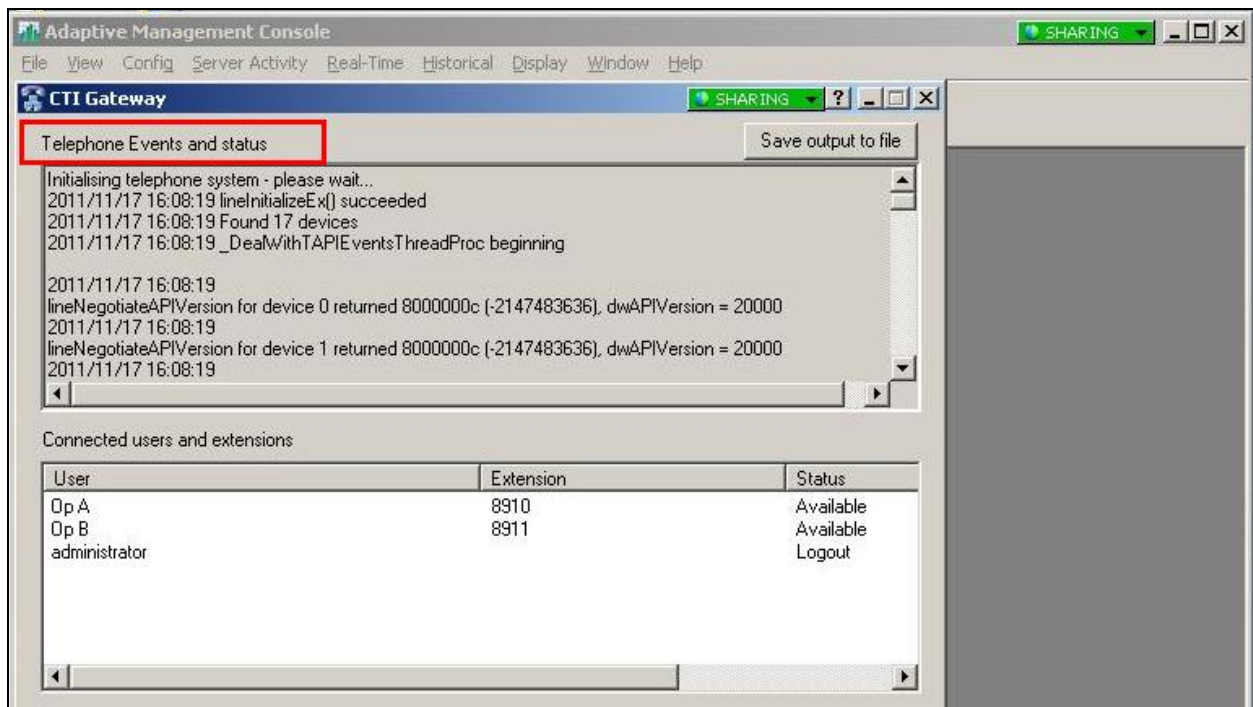 Adaptive Management Console
SHARING
File View Config Server Activity Real-Time Historical Display Window Help
CTI Gateway
SHARING
Telephone Events and status
Save output to file
Initialising telephone system - please wait...
2011/11/17 16:08:19 lineInitializeEx() succeeded
2011/11/17 16:08:19 Found 17 devices
2011/11/17 16:08:19 _DealWithTAPIEventsThreadProc beginning
2011/11/17 16:08:19
lineNegotiateAPIVersion for device 0 returned 8000000c (-2147483636), dwAPIVersion = 20000
2011/11/17 16:08:19
lineNegotiateAPIVersion for device 1 returned 8000000c (-2147483636), dwAPIVersion = 20000
2011/11/17 16:08:19
Connected users and extensions
User Extension Status
Op A 8910 Available
Op B 8911 Available
administrator Logout